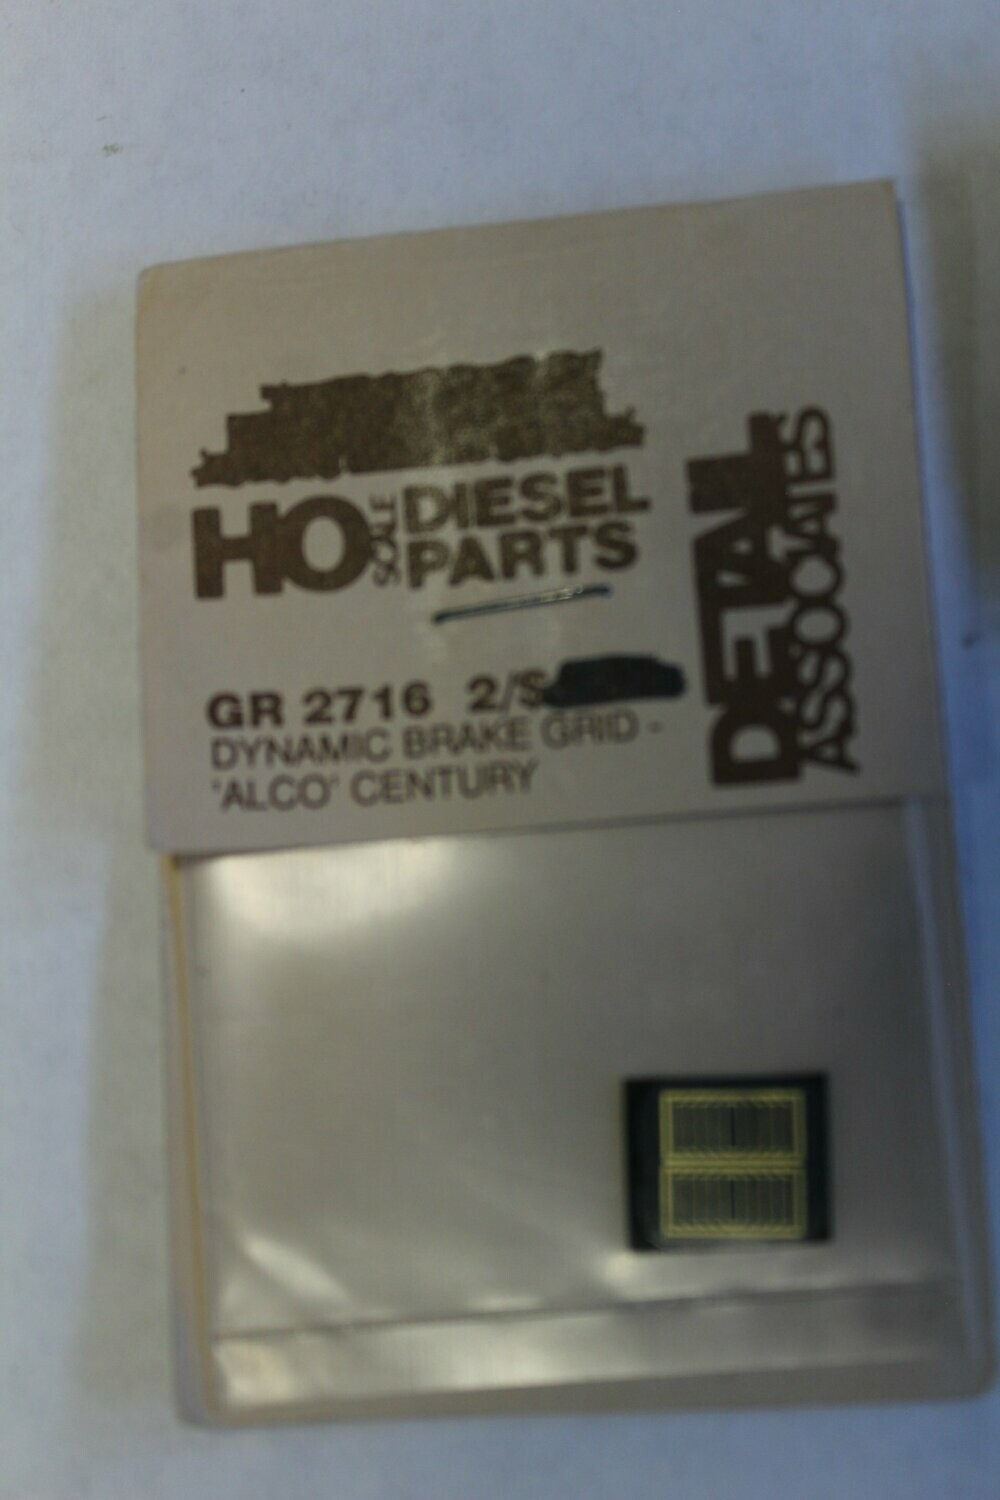 HO SCALE DIESEL PARTS
DETAIL ASSOCIATES
GR 2716 2/$
DYNAMIC BRAKE GRID -
'ALCO' CENTURY